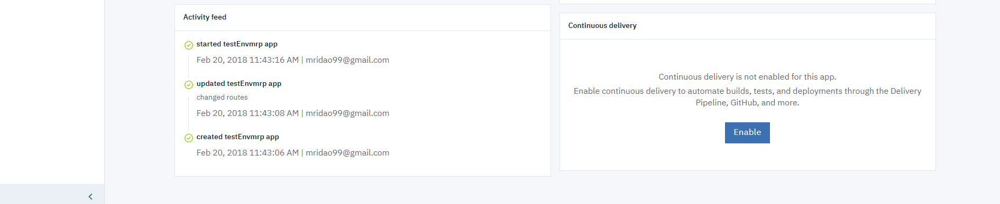 Activity feed
started testEnvmrp app
Feb 20, 2018 11:43:16 AM | mridao99@gmail.com
updated testEnvmrp app
changed routes
Feb 20, 2018 11:43:08 AM | mridao99@gmail.com
created testEnvmrp app
Feb 20, 2018 11:43:06 AM | mridao99@gmail.com
Continuous delivery
Continuous delivery is not enabled for this app.
Enable continuous delivery to automate builds, tests, and deployments through the Delivery
Pipeline, GitHub, and more.
Enable